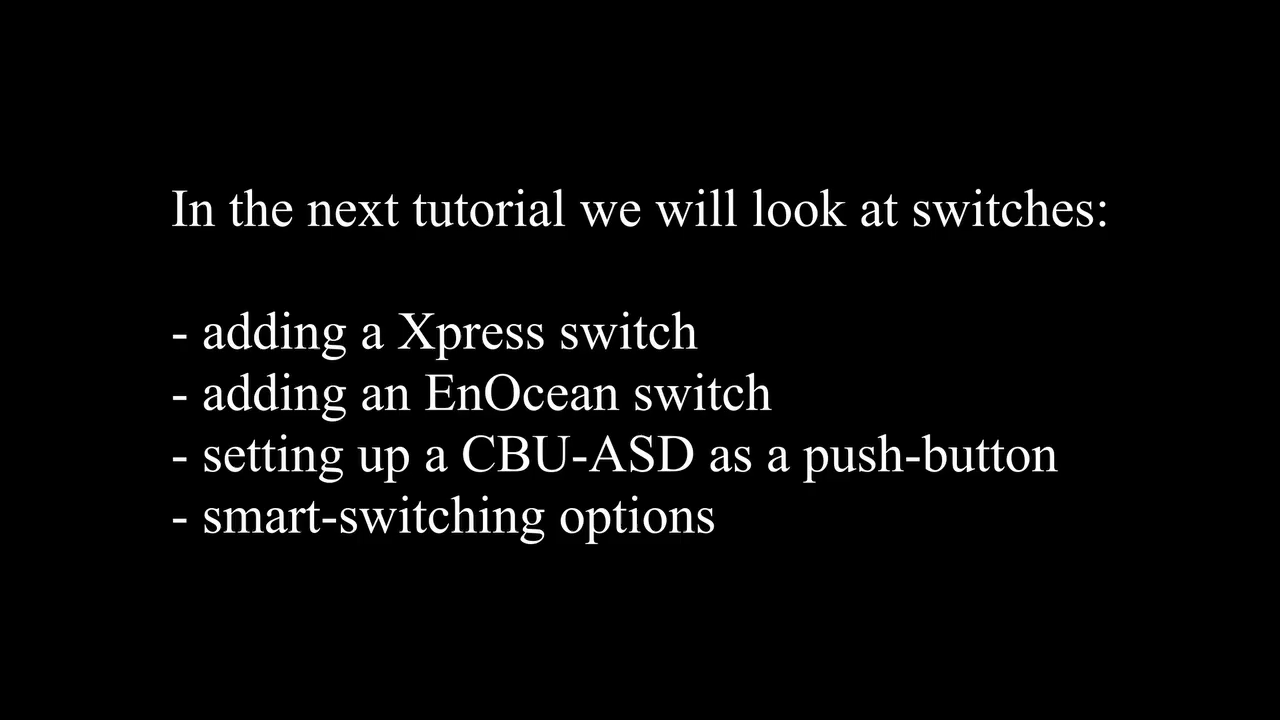 In the next tutorial we will look at switches:
- adding a Xpress switch
- adding an EnOcean switch
- setting up a CBU-ASD as a push-button
- smart-switching options